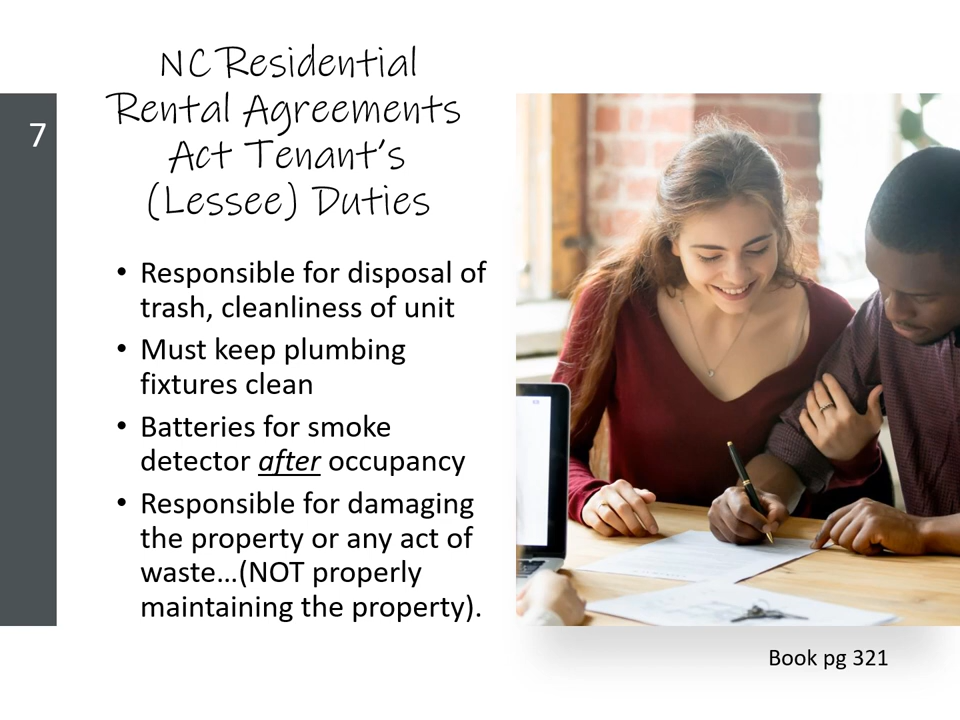 7
NC Residential
Rental Agreements
Act Tenant's
(Lessee) Duties
• Responsible for disposal of
trash, cleanliness of unit
• Must keep plumbing
fixtures clean
• Batteries for smoke
detector after occupancy
• Responsible for damaging
the property or any act of
waste…(NOT properly
maintaining the property).
Book pg 321